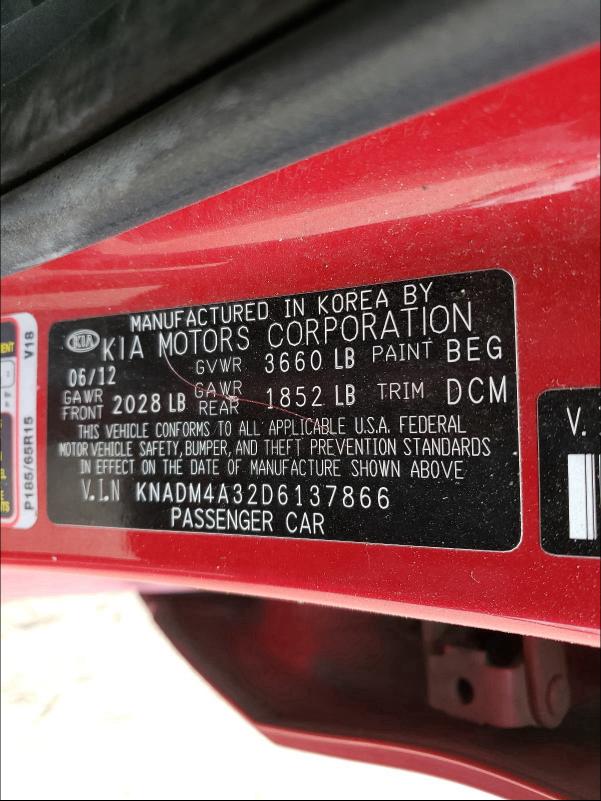 MANUFACTURED IN KOREA BY
KIA KIA MOTORS CORPORATION
06/12 GVWR 3660 LB PAINT BEG
GAWR FRONT 2028 LB GAWR REAR 1852 LB TRIM DCM
THIS VEHICLE CONFORMS TO ALL APPLICABLE U.S.A. FEDERAL
MOTOR VEHICLE SAFETY, BUMPER, AND THEFT PREVENTION STANDARDS
IN EFFECT ON THE DATE OF MANUFACTURE SHOWN ABOVE
V.I.N KNADM4A32D6137866
PASSENGER CAR
P185/65R15 V18
V.